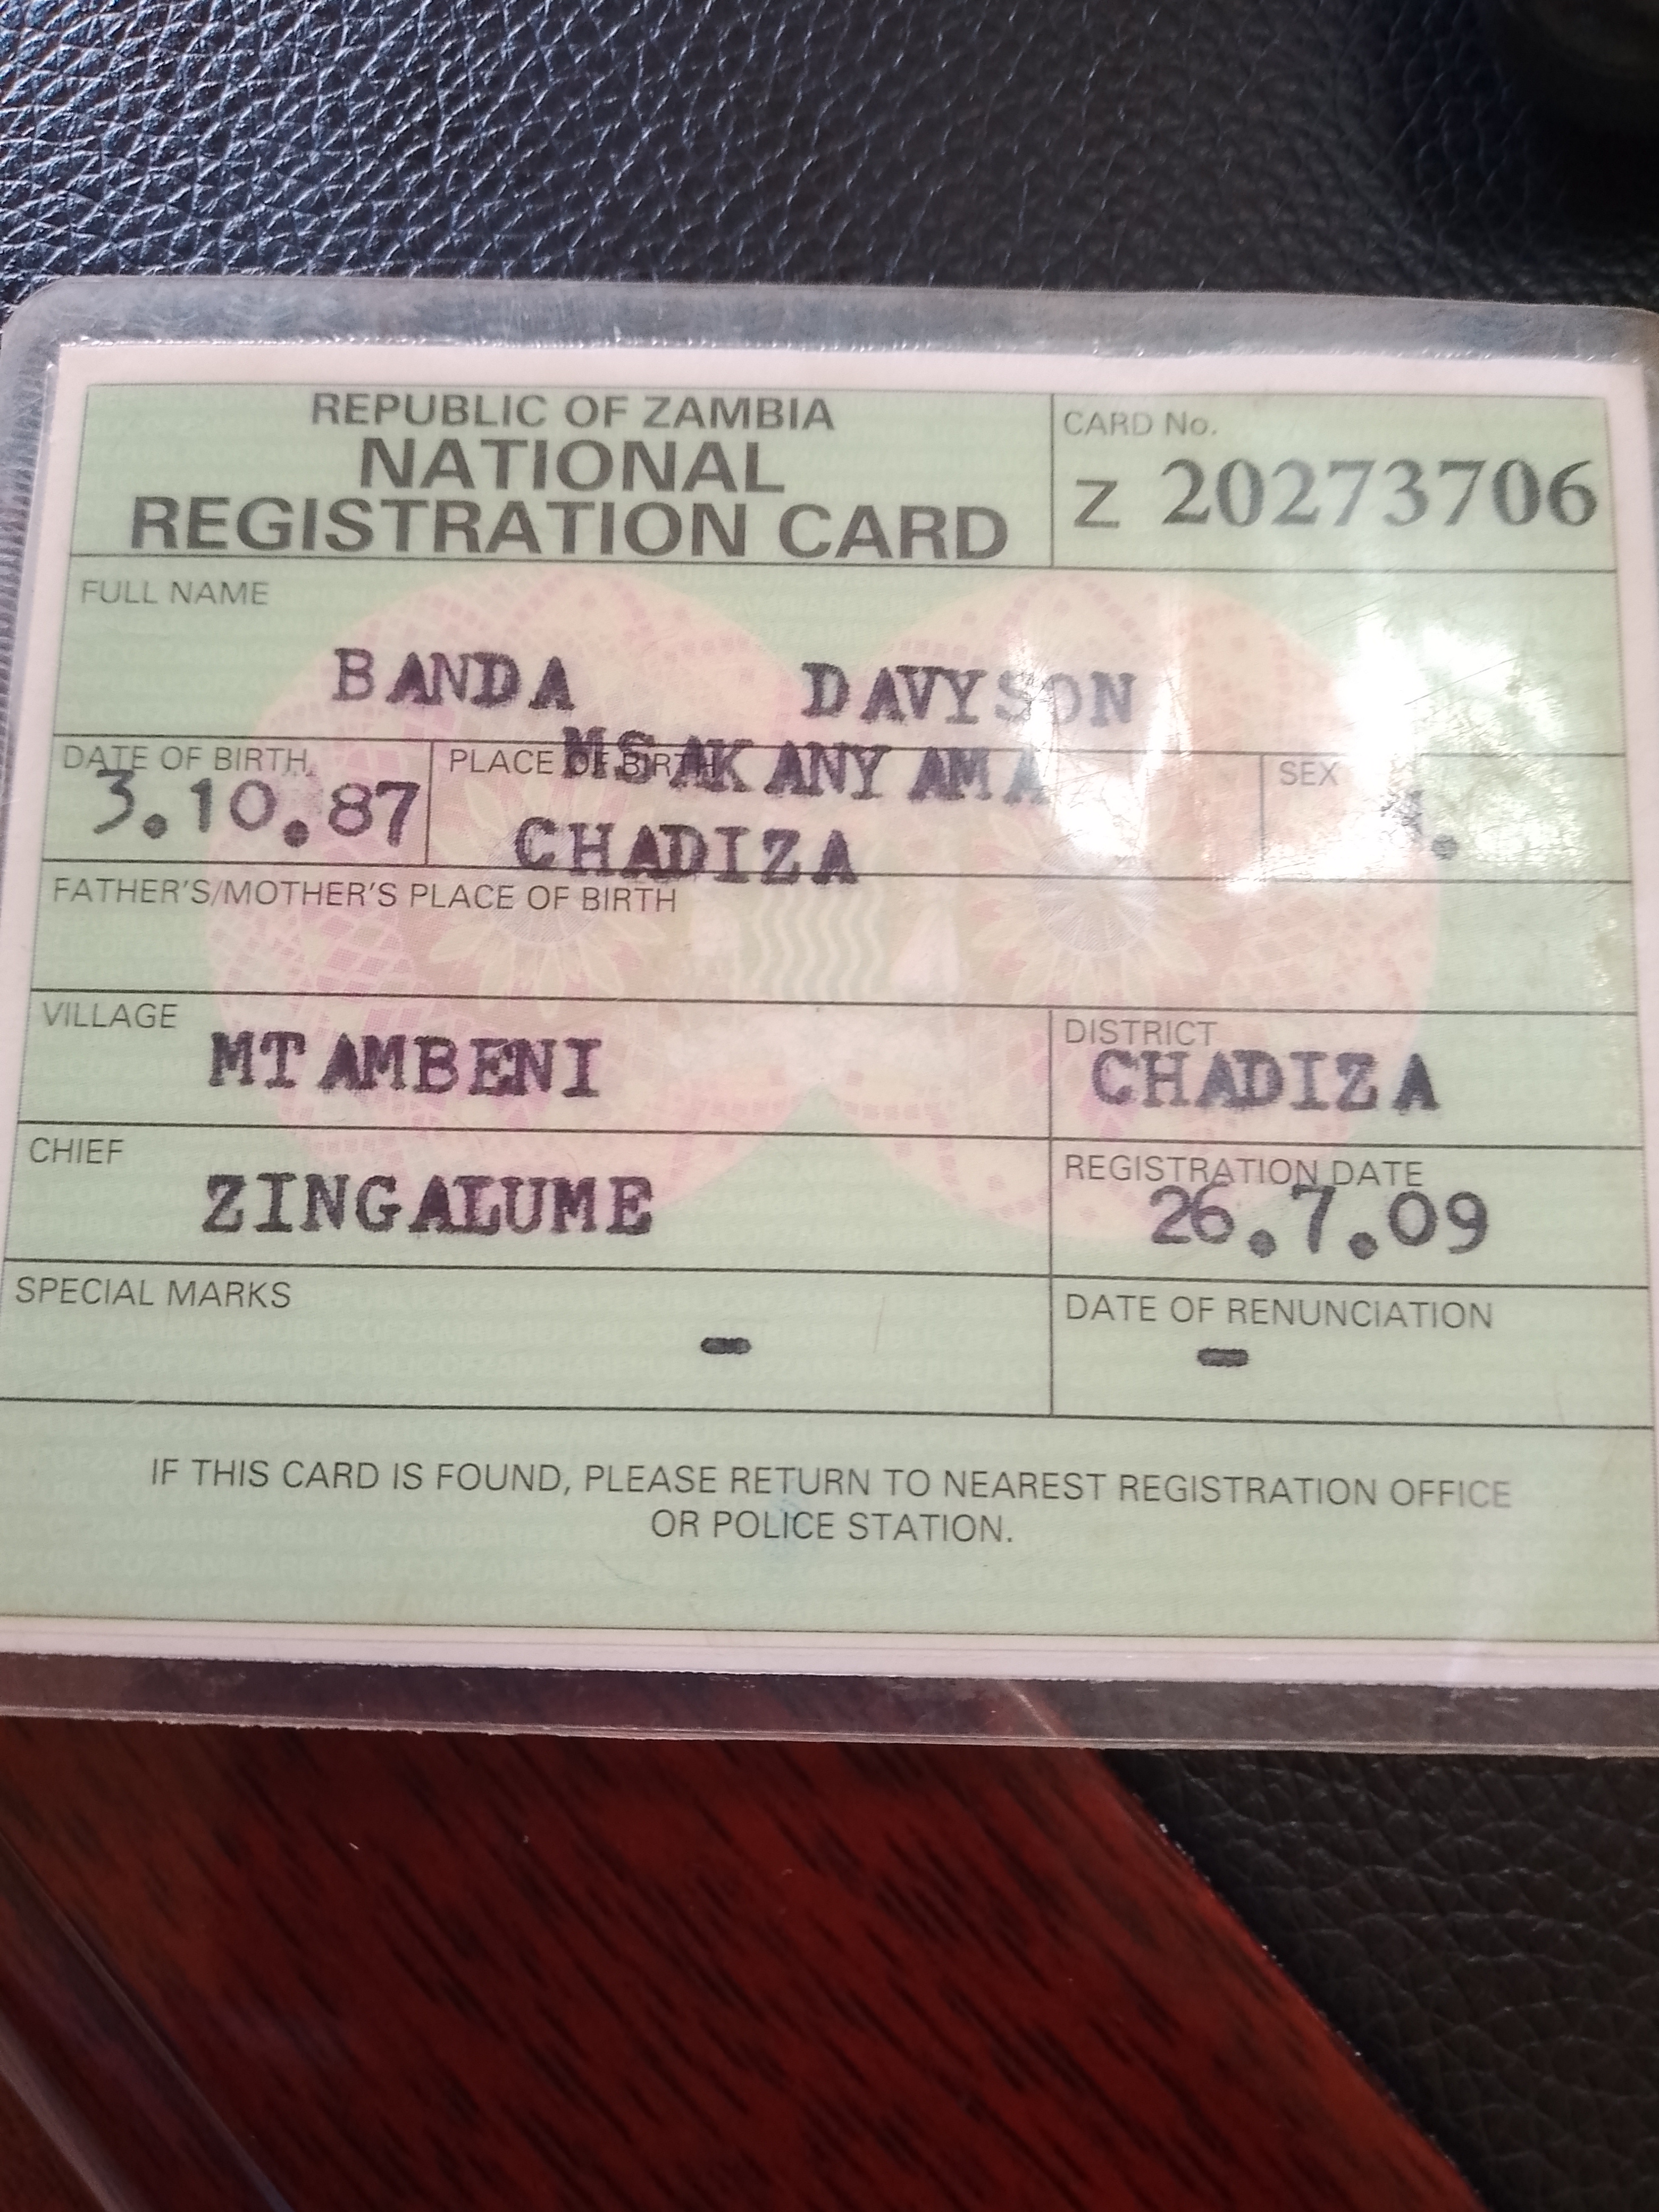 REPUBLIC OF ZAMBIA
NATIONAL
REGISTRATION CARD
CARD No.
Z 20273706
FULL NAME
BANDA DAVYSON
DATE OF BIRTH
3.10.87
PLACE OF BIRTH
MSAKANYAMA
CHADIZA
SEX
FATHER'S/MOTHER'S PLACE OF BIRTH
VILLAGE
MTAMBENI
DISTRICT
CHADIZA
CHIEF
ZINGALUME
REGISTRATION DATE
26.7.09
SPECIAL MARKS
-
DATE OF RENUNCIATION
-
IF THIS CARD IS FOUND, PLEASE RETURN TO NEAREST REGISTRATION OFFICE
OR POLICE STATION.